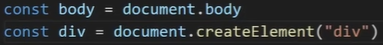 const body = document.body
const div = document.createElement("div")